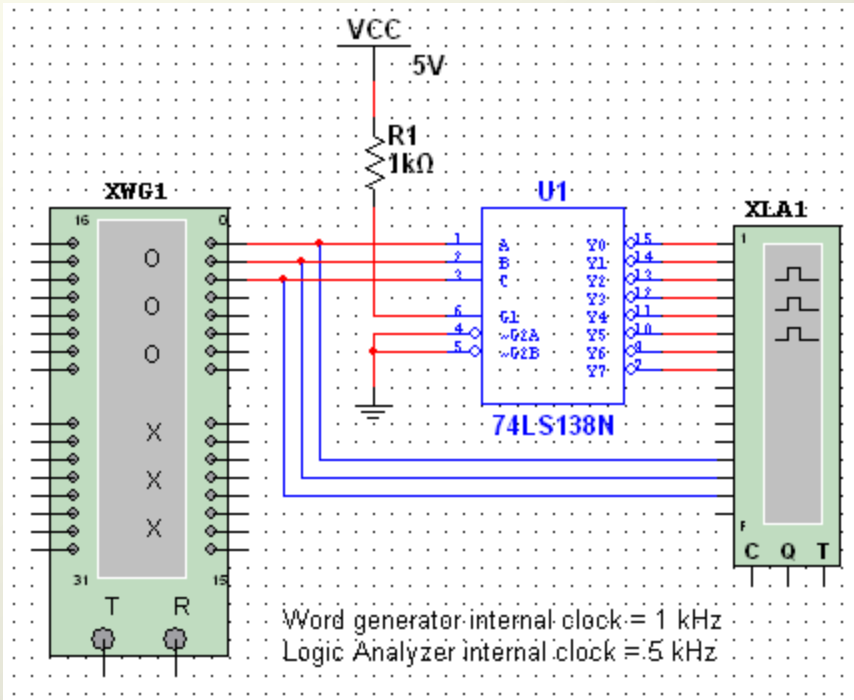 VCC
5V
R1
1kΩ
XWG1
16
0
O
O
O
X
X
X
31
15
T
R
U1
1
A
Y0
15
2
B
Y1
14
3
C
Y2
13
Y3
12
6
G1
Y4
11
4
~G2A
Y5
10
5
~G2B
Y6
9
Y7
7
74LS138N
XLA1
1
F
C Q T
Word generator internal clock = 1 kHz
Logic Analyzer internal clock = 5 kHz